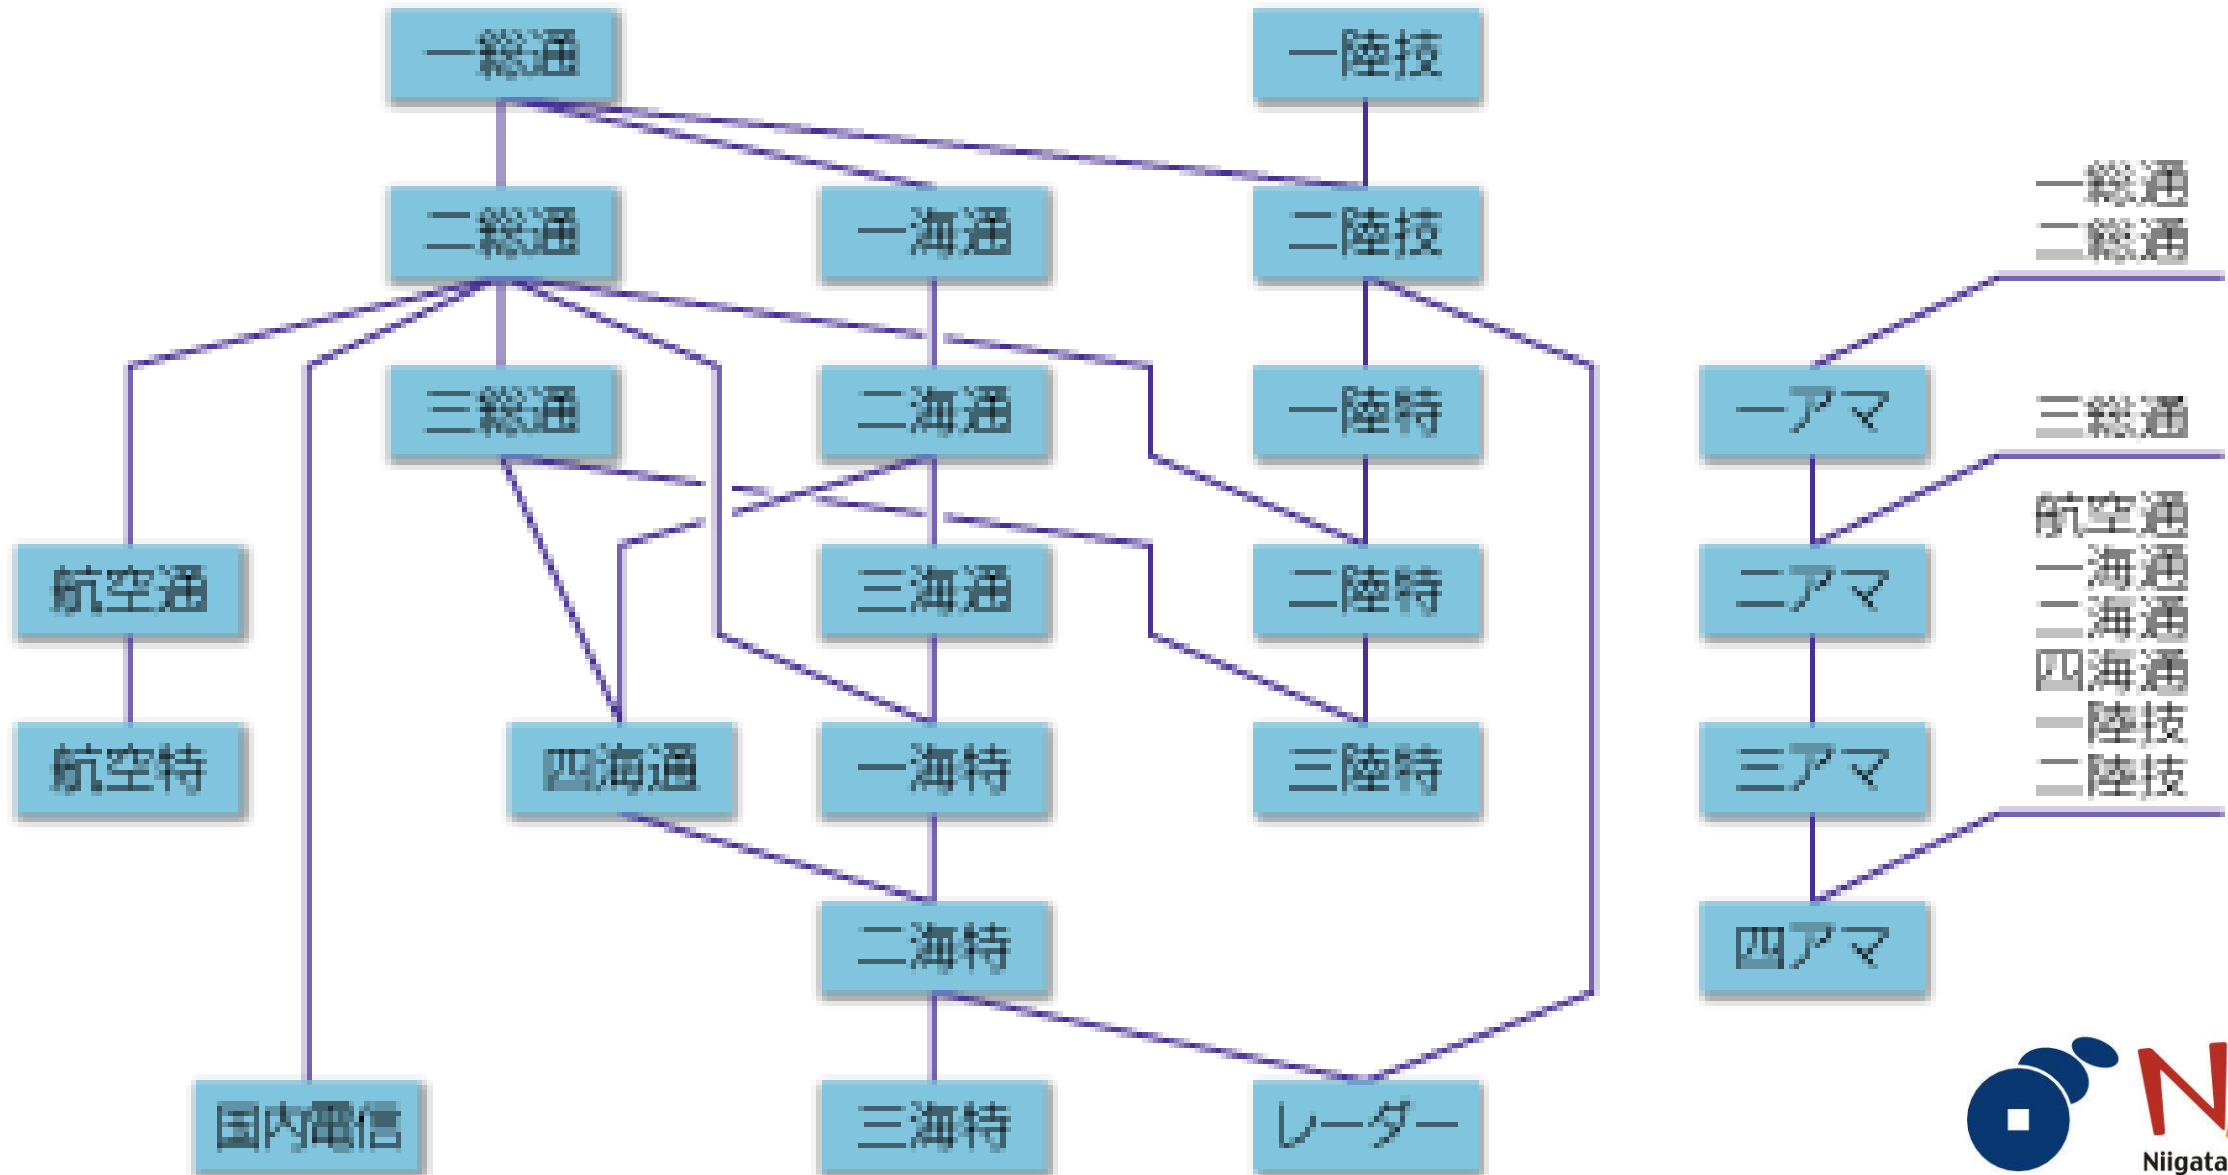 一総通
一陸技
二総通
一海通
二陸技
三総通
二海通
一陸特
航空通
三海通
二陸特
航空特
四海通
一海特
三陸特
二海特
国内電信
三海特
レーダー
一総通
二総通
一アマ
三総通
二アマ
航空通
一海通
二海通
四海通
一陸技
二陸技
三アマ
四アマ
N
Niigata